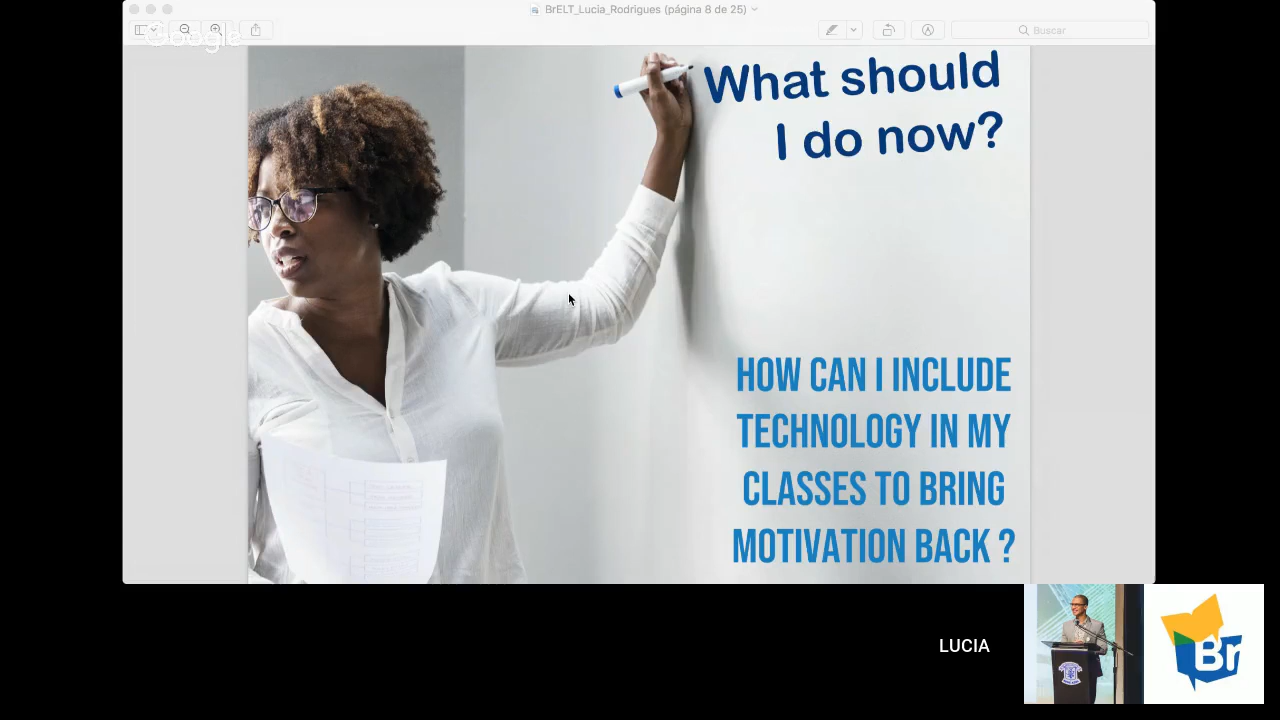 BrELT_Lucia_Rodrigues (página 8 de 25)
Google
Buscar
What should
I do now?
HOW CAN I INCLUDE
TECHNOLOGY IN MY
CLASSES TO BRING
MOTIVATION BACK ?
LUCIA
Br